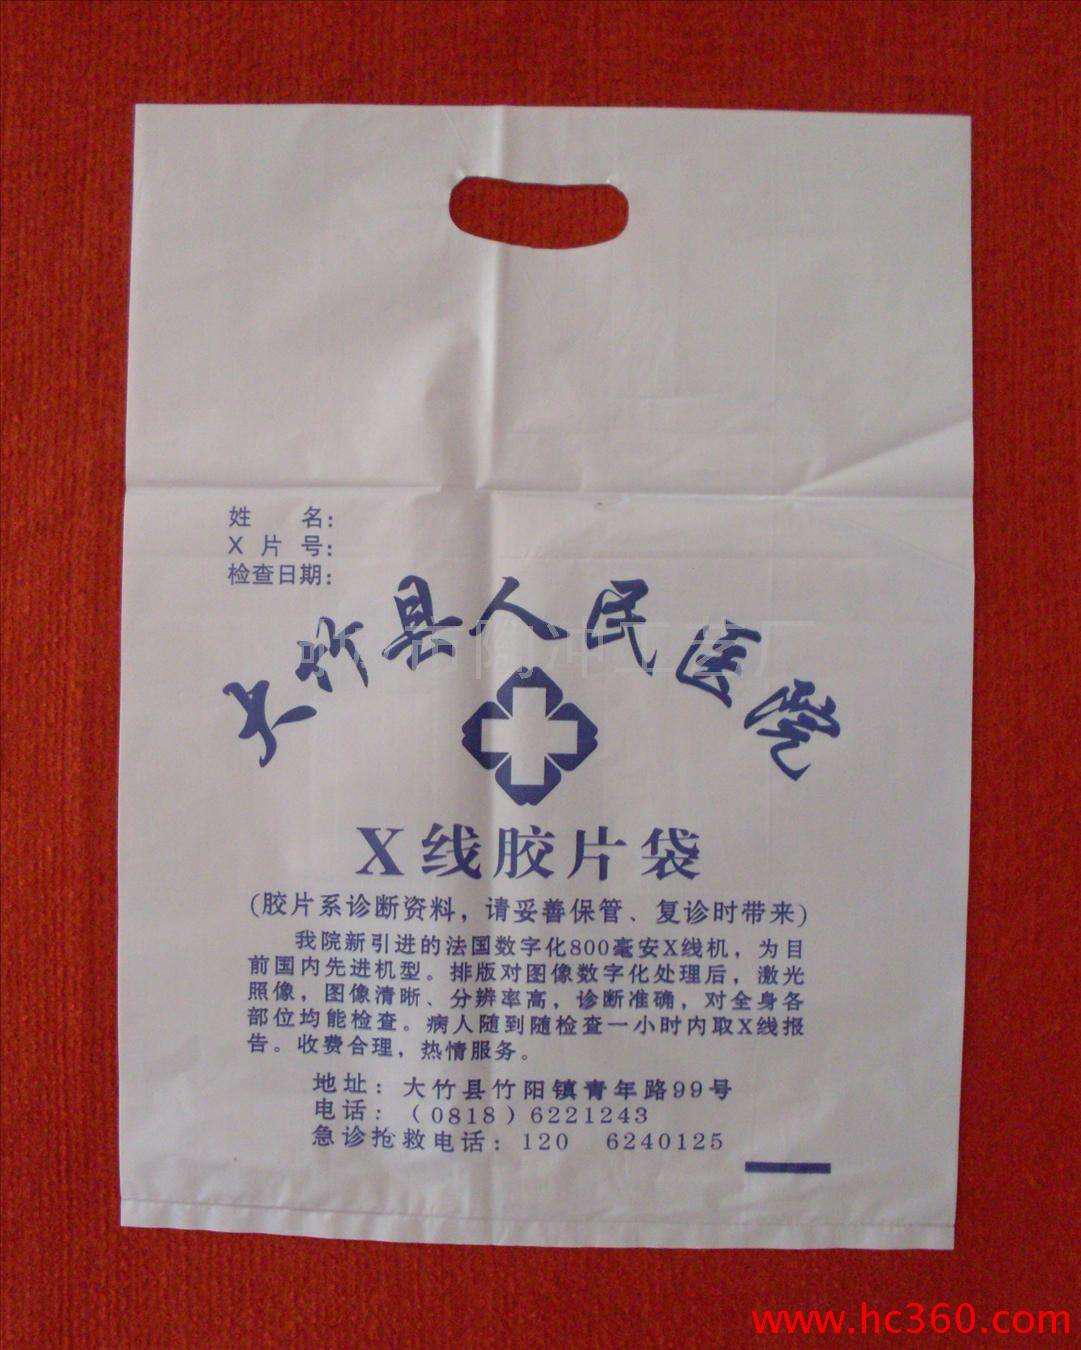 姓 名：
X 片 号：
检查日期：
大竹县人民医院
X线胶片袋
(胶片系诊断资料，请妥善保管、复诊时带来)
我院新引进的法国数字化800毫安X线机，为目
前国内先进机型。排版对图像数字化处理后，激光
照像，图像清晰、分辨率高，诊断准确，对全身各
部位均能检查。病人随到随检查一小时内取X线报
告。收费合理，热情服务。
地址：大竹县竹阳镇青年路99号
电话：（0818）6221243
急诊抢救电话：120 6240125
www.hc360.com